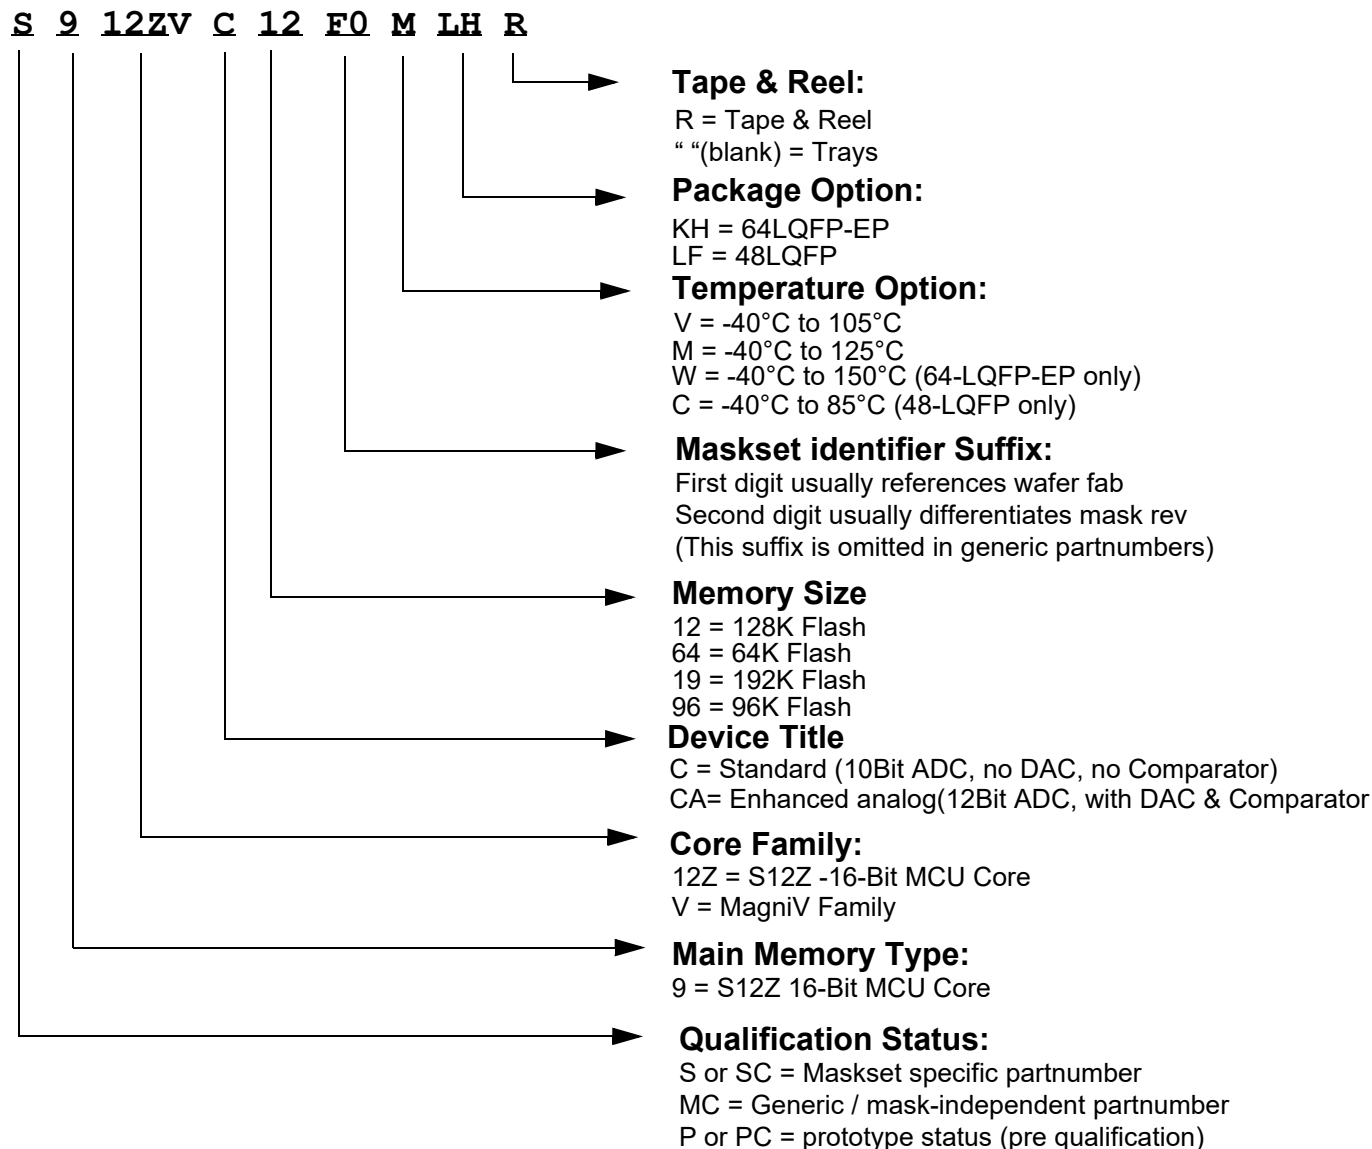 S 9 12ZV C 12 F0 M LH R
Tape & Reel:
R = Tape & Reel
“ “(blank) = Trays
Package Option:
KH = 64LQFP-EP
LF = 48LQFP
Temperature Option:
V = -40°C to 105°C
M = -40°C to 125°C
W = -40°C to 150°C (64-LQFP-EP only)
C = -40°C to 85°C (48-LQFP only)
Maskset identifier Suffix:
First digit usually references wafer fab
Second digit usually differentiates mask rev
(This suffix is omitted in generic partnumbers)
Memory Size
12 = 128K Flash
64 = 64K Flash
19 = 192K Flash
96 = 96K Flash
Device Title
C = Standard (10Bit ADC, no DAC, no Comparator)
CA= Enhanced analog(12Bit ADC, with DAC & Comparator
Core Family:
12Z = S12Z -16-Bit MCU Core
V = MagniV Family
Main Memory Type:
9 = S12Z 16-Bit MCU Core
Qualification Status:
S or SC = Maskset specific partnumber
MC = Generic / mask-independent partnumber
P or PC = prototype status (pre qualification)